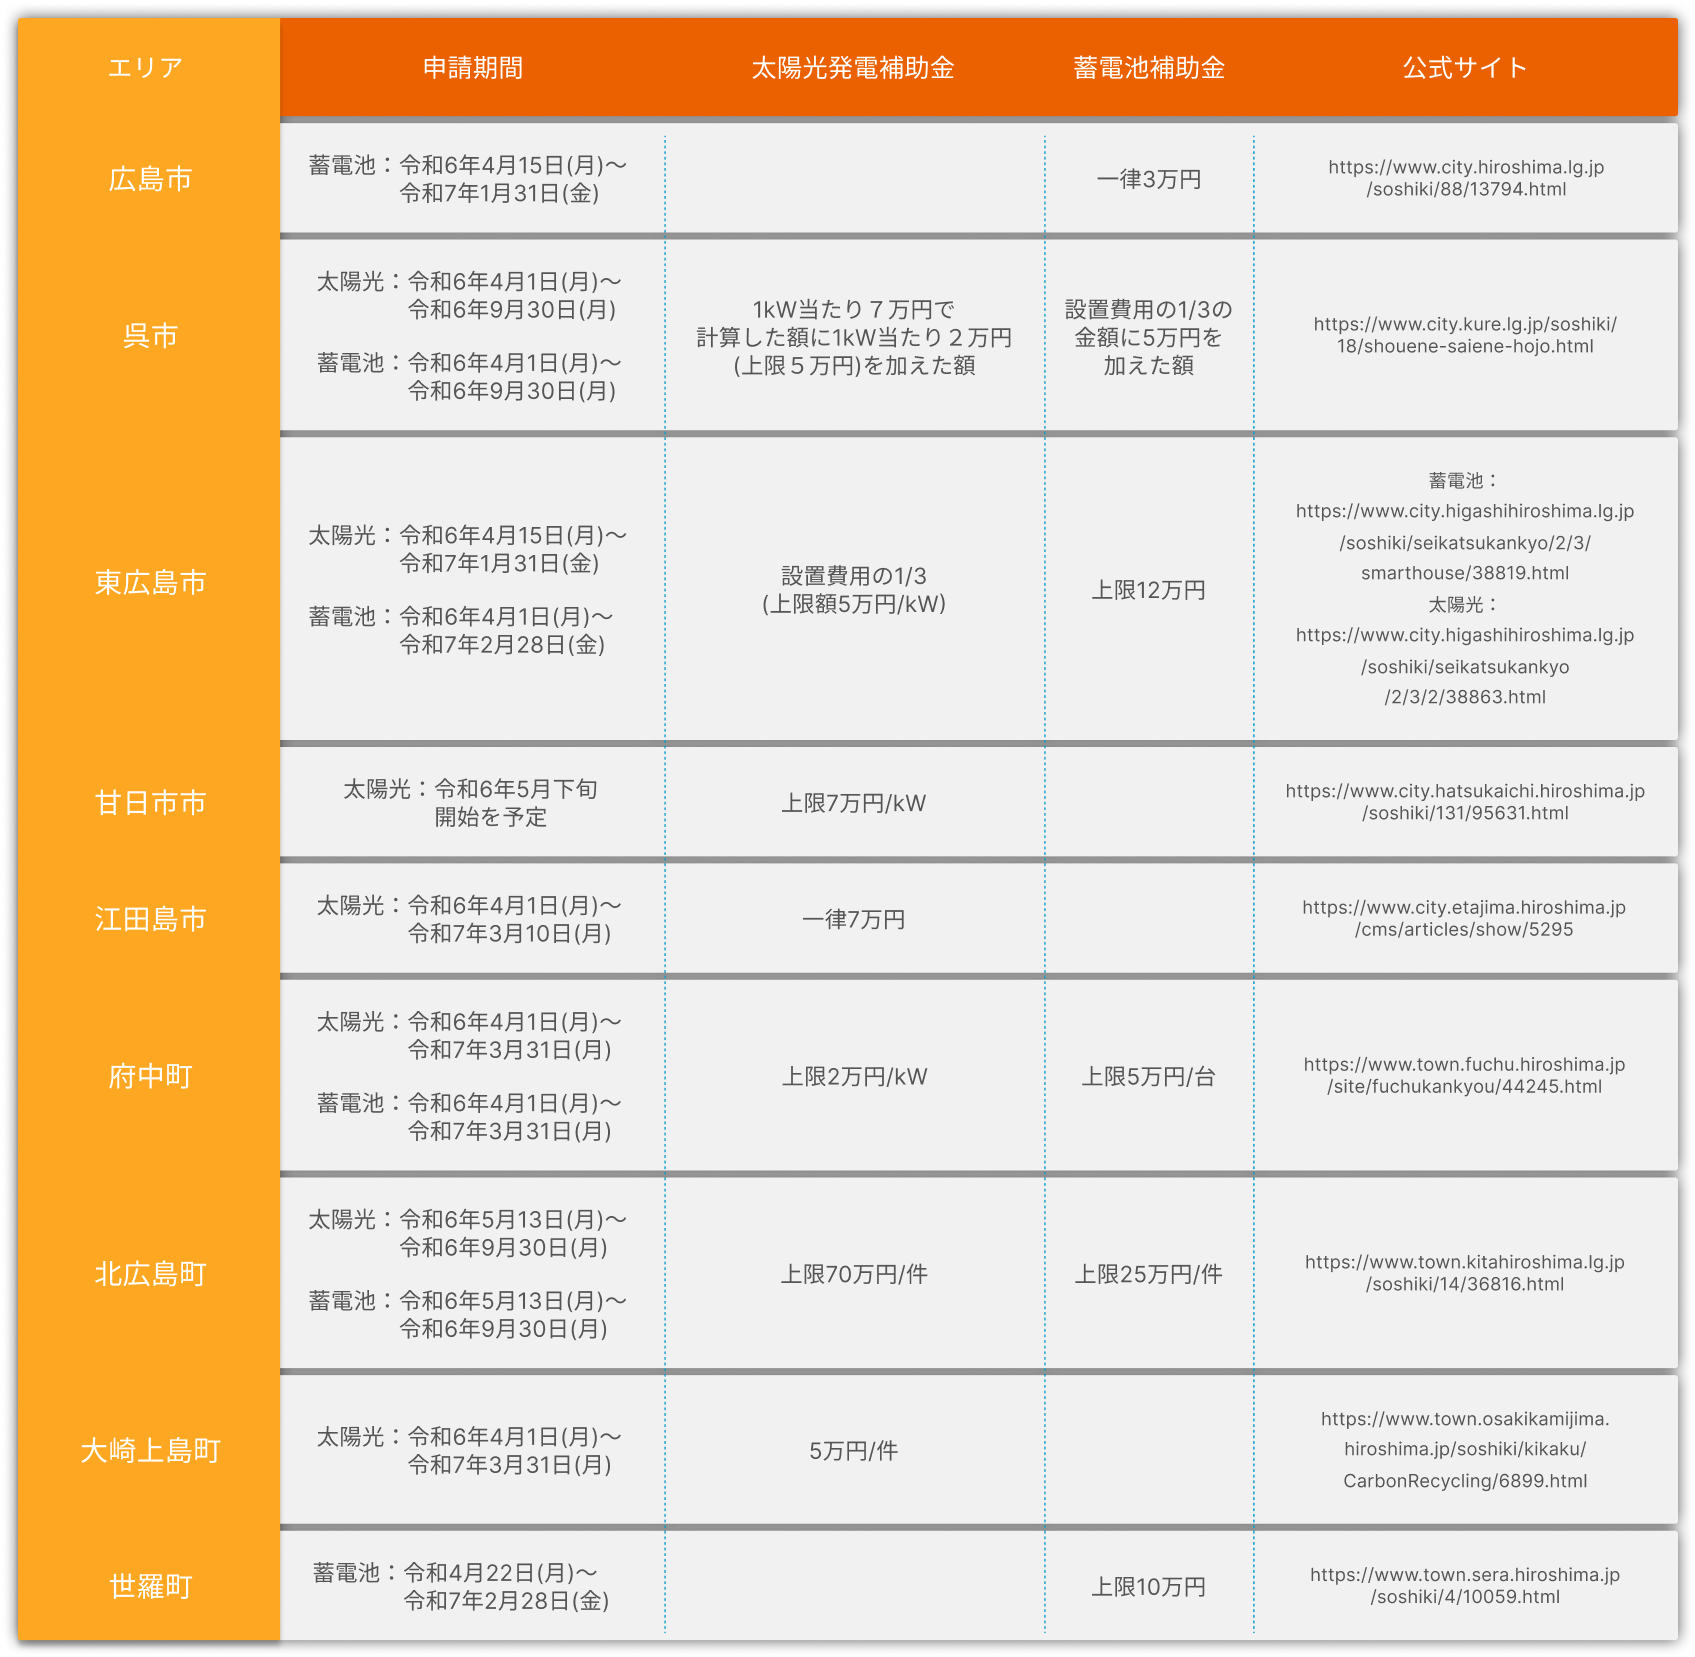 エリア
申請期間
太陽光発電補助金
蓄電池補助金
公式サイト
広島市
蓄電池：令和6年4月15日(月)～
令和7年1月31日(金)
一律3万円
https://www.city.hiroshima.lg.jp
/soshiki/88/13794.html
呉市
太陽光：令和6年4月1日(月)～
令和6年9月30日(月)
蓄電池：令和6年4月1日(月)～
令和6年9月30日(月)
1kW当たり７万円で
計算した額に1kW当たり２万円
(上限５万円)を加えた額
設置費用の1/3の
金額に5万円を
加えた額
https://www.city.kure.lg.jp/soshiki/
18/shouene-saiene-hojo.html
東広島市
太陽光：令和6年4月15日(月)～
令和7年1月31日(金)
蓄電池：令和6年4月1日(月)～
令和7年2月28日(金)
設置費用の1/3
(上限額5万円/kW)
上限12万円
蓄電池：
https://www.city.higashihiroshima.lg.jp
/soshiki/seikatsukankyo/2/3/
smarthouse/38819.html
太陽光：
https://www.city.higashihiroshima.lg.jp
/soshiki/seikatsukankyo
/2/3/2/38863.html
甘日市市
太陽光：令和6年5月下旬
開始を予定
上限7万円/kW
https://www.city.hatsukaichi.hiroshima.jp
/soshiki/131/95631.html
江田島市
太陽光：令和6年4月1日(月)～
令和7年3月10日(月)
一律7万円
https://www.city.etajima.hiroshima.jp
/cms/articles/show/5295
府中町
太陽光：令和6年4月1日(月)～
令和7年3月31日(月)
蓄電池：令和6年4月1日(月)～
令和7年3月31日(月)
上限2万円/kW
上限5万円/台
https://www.town.fuchu.hiroshima.jp
/site/fuchukankyou/44245.html
北広島町
太陽光：令和6年5月13日(月)～
令和6年9月30日(月)
蓄電池：令和6年5月13日(月)～
令和6年9月30日(月)
上限70万円/件
上限25万円/件
https://www.town.kitahiroshima.lg.jp
/soshiki/14/36816.html
大崎上島町
太陽光：令和6年4月1日(月)～
令和7年3月31日(月)
5万円/件
https://www.town.osakikamijima.
hiroshima.jp/soshiki/kikaku/
CarbonRecycling/6899.html
世羅町
蓄電池：令和4月22日(月)～
令和7年2月28日(金)
上限10万円
https://www.town.sera.hiroshima.jp
/soshiki/4/10059.html